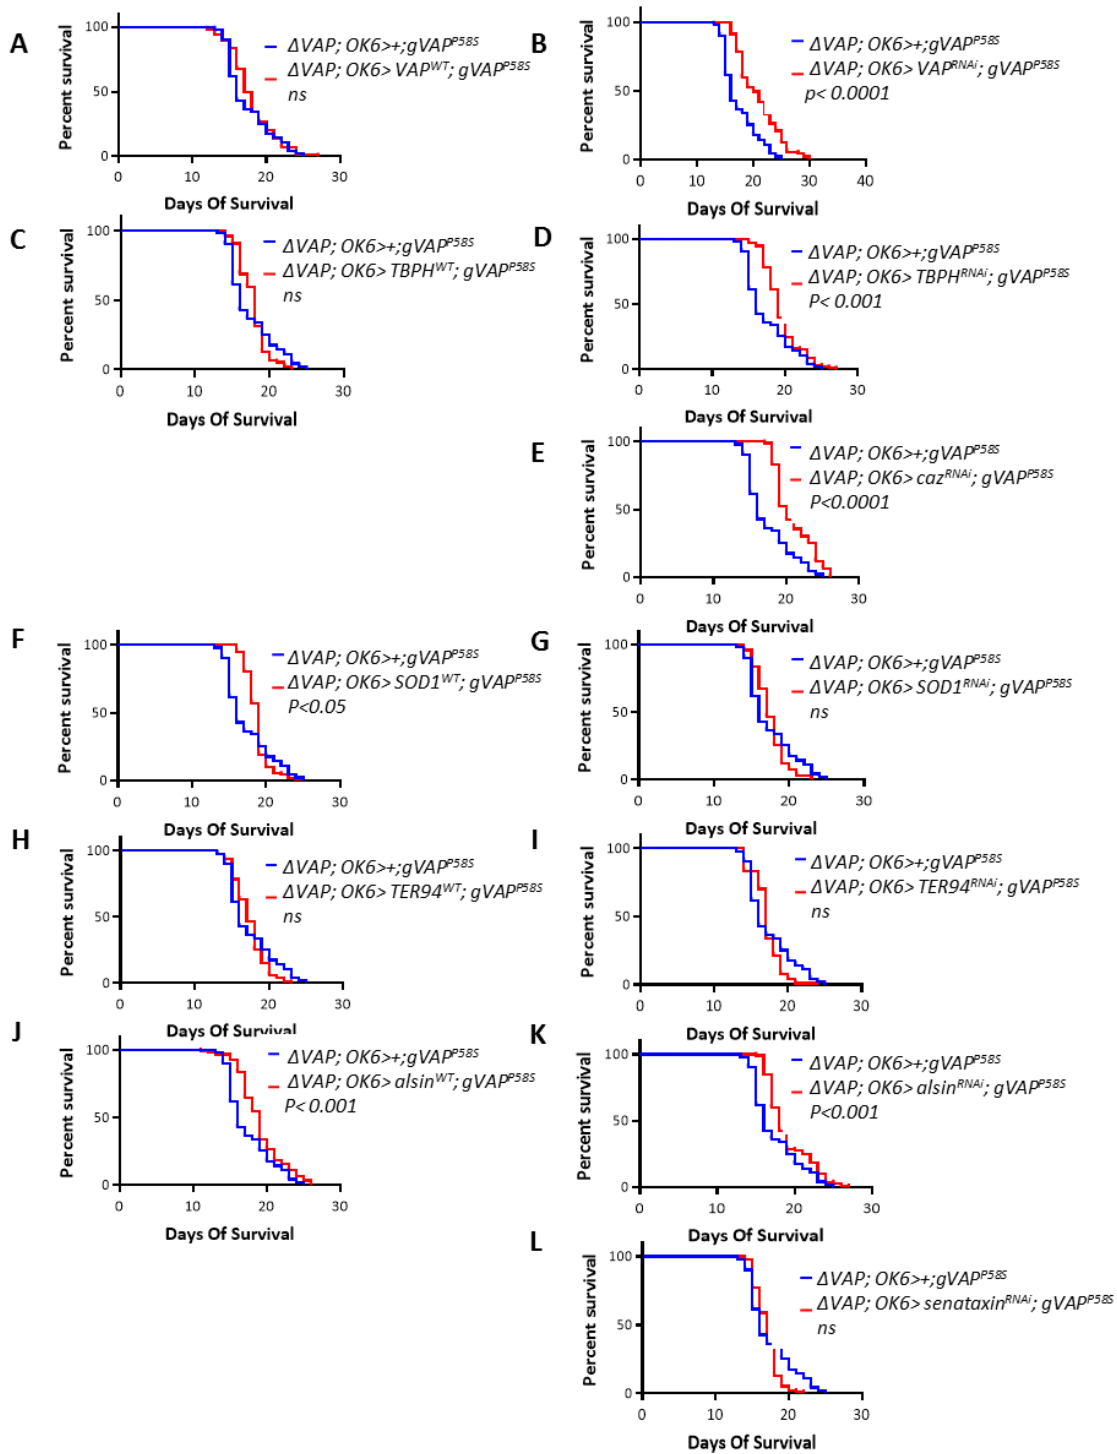 A
Percent survival
100
50
0
0 10 20 30
Days Of Survival
ΔVAP; OK6>+;gVAP^P58S
ΔVAP; OK6> VAP^WT; gVAP^P58S
ns
B
Percent survival
100
50
0
0 10 20 30 40
Days Of Survival
ΔVAP; OK6>+;gVAP^P58S
ΔVAP; OK6> VAP^RNAi; gVAP^P58S
p< 0.0001
C
Percent survival
100
50
0
0 10 20 30
Days Of Survival
ΔVAP; OK6>+;gVAP^P58S
ΔVAP; OK6> TBPH^WT; gVAP^P58S
ns
D
Percent survival
100
50
0
0 10 20 30
Days Of Survival
ΔVAP; OK6>+;gVAP^P58S
ΔVAP; OK6> TBPH^RNAi; gVAP^P58S
P< 0.001
E
Percent survival
100
50
0
0 10 20 30
Days Of Survival
ΔVAP; OK6>+;gVAP^P58S
ΔVAP; OK6> caz^RNAi; gVAP^P58S
P<0.0001
F
Percent survival
100
50
0
0 10 20 30
Days Of Survival
ΔVAP; OK6>+;gVAP^P58S
ΔVAP; OK6> SOD1^WT; gVAP^P58S
P<0.05
G
Percent survival
100
50
0
0 10 20 30
Days Of Survival
ΔVAP; OK6>+;gVAP^P58S
ΔVAP; OK6> SOD1^RNAi; gVAP^P58S
ns
H
Percent survival
100
50
0
0 10 20 30
Days Of Survival
ΔVAP; OK6>+;gVAP^P58S
ΔVAP; OK6> TER94^WT; gVAP^P58S
ns
I
Percent survival
100
50
0
0 10 20 30
Days Of Survival
ΔVAP; OK6>+;gVAP^P58S
ΔVAP; OK6> TER94^RNAi; gVAP^P58S
ns
J
Percent survival
100
50
0
0 10 20 30
Days Of Survival
ΔVAP; OK6>+;gVAP^P58S
ΔVAP; OK6> alsin^WT; gVAP^P58S
P< 0.001
K
Percent survival
100
50
0
0 10 20 30
Days Of Survival
ΔVAP; OK6>+;gVAP^P58S
ΔVAP; OK6> alsin^RNAi; gVAP^P58S
P<0.001
L
Percent survival
100
50
0
0 10 20 30
Days Of Survival
ΔVAP; OK6>+;gVAP^P58S
ΔVAP; OK6> senataxin^RNAi; gVAP^P58S
ns